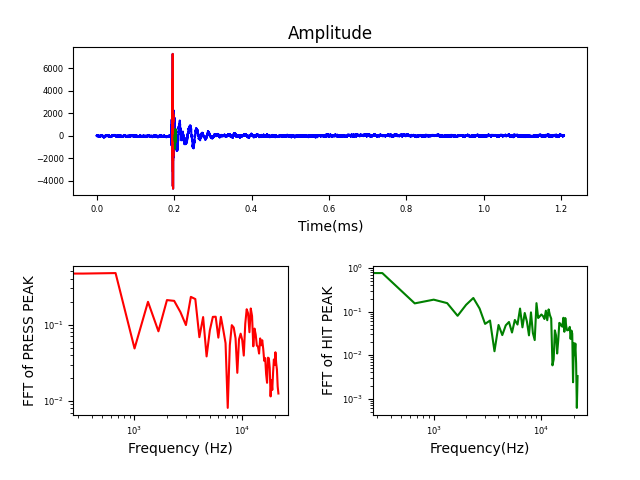 Amplitude
6000
4000
2000
0
−2000
−4000
0.0 0.2 0.4 0.6 0.8 1.0 1.2
Time(ms)
FFT of PRESS PEAK
10⁻¹
10⁻²
10³ 10⁴
Frequency (Hz)
FFT of HIT PEAK
10⁰
10⁻¹
10⁻²
10⁻³
10³ 10⁴
Frequency(Hz)